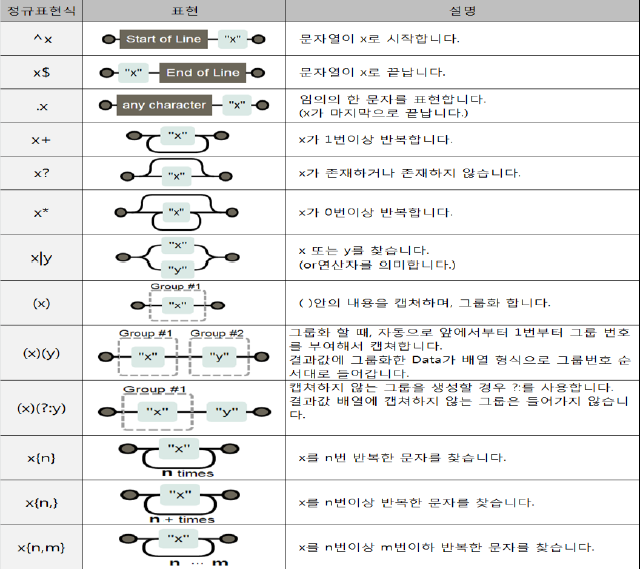 정규표현식 표현 설명
^x Start of Line "x" 문자열이 x로 시작합니다.
x$ "x" End of Line 문자열이 x로 끝납니다.
.x any character "x" 임의의 한 문자를 표현합니다.
(x가 마지막으로 끝납니다.)
x+ "x" x가 1번이상 반복합니다.
x? "x" x가 존재하거나 존재하지 않습니다.
x* "x" x가 0번이상 반복합니다.
x|y "x" x 또는 y를 찾습니다.
"y" (or연산자를 의미합니다.)
Group #1
(x) "x" ( )안의 내용을 캡쳐하며, 그룹화 합니다.
Group #1 Group #2 그룹화 할 때, 자동으로 앞에서부터 1번부터 그룹 번호
를 부여해서 캡쳐합니다.
(x)(y) "x" "y" 결과값에 그룹화한 Data가 배열 형식으로 그룹번호 순
서대로 들어갑니다.
Group #1 캡쳐하지 않는 그룹을 생성할 경우 ?:를 사용합니다.
(x)(?:y) "x" "y" 결과값 배열에 캡쳐하지 않는 그룹은 들어가지 않습니
다.
x{n} "x" x를 n번 반복한 문자를 찾습니다.
n times
x{n,} "x" x를 n번이상 반복한 문자를 찾습니다.
n + times
x{n,m} "x" x를 n번이상 m번이하 반복한 문자를 찾습니다.